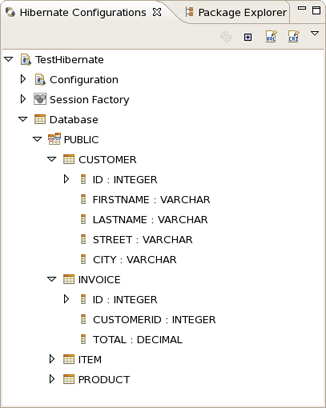 Hibernate Configurations Package Explorer
TestHibernate
Configuration
Session Factory
Database
PUBLIC
CUSTOMER
ID : INTEGER
FIRSTNAME : VARCHAR
LASTNAME : VARCHAR
STREET : VARCHAR
CITY : VARCHAR
INVOICE
ID : INTEGER
CUSTOMERID : INTEGER
TOTAL : DECIMAL
ITEM
PRODUCT